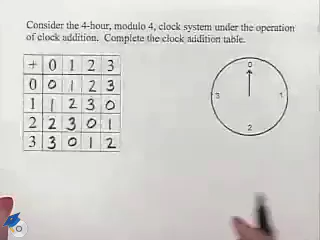 Consider the 4-hour, modulo 4, clock system under the operation
of clock addition. Complete the clock addition table.
+ 0 1 2 3
0 0 1 2 3
1 1 2 3 0
2 2 3 0 1
3 3 0 1 2
0
3 1
2